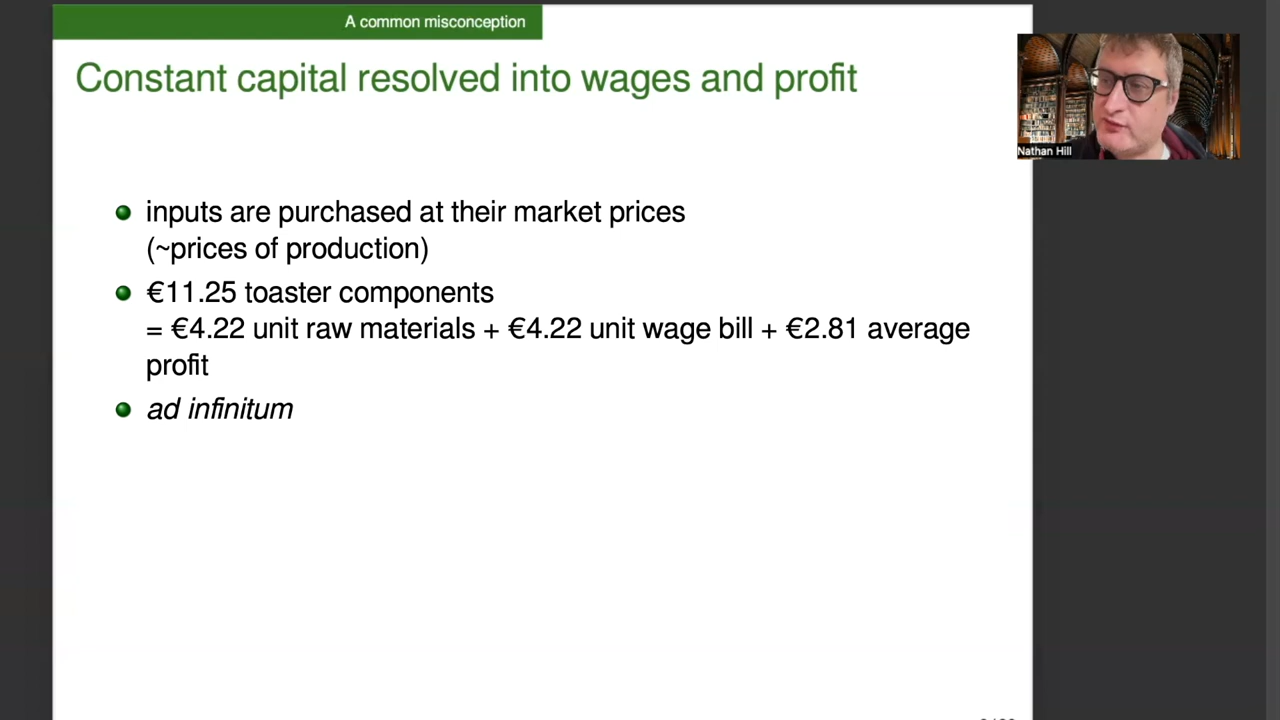 A common misconception
Constant capital resolved into wages and profit
Nathan Hill
inputs are purchased at their market prices
(~prices of production)
€11.25 toaster components
= €4.22 unit raw materials + €4.22 unit wage bill + €2.81 average
profit
ad infinitum